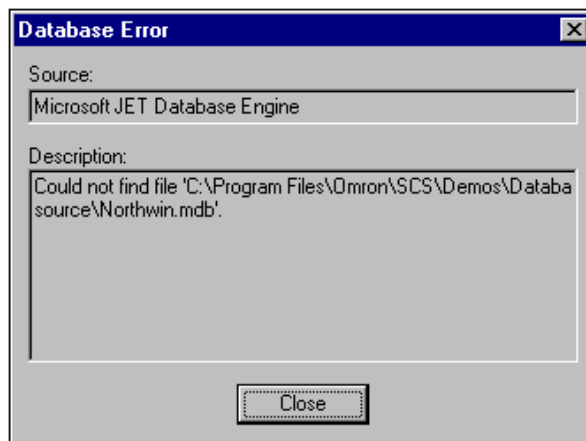 Database Error
Source:
Microsoft JET Database Engine
Description:
Could not find file 'C:\Program Files\Omron\SCS\Demos\Databa
source\Northwin.mdb'.
Close